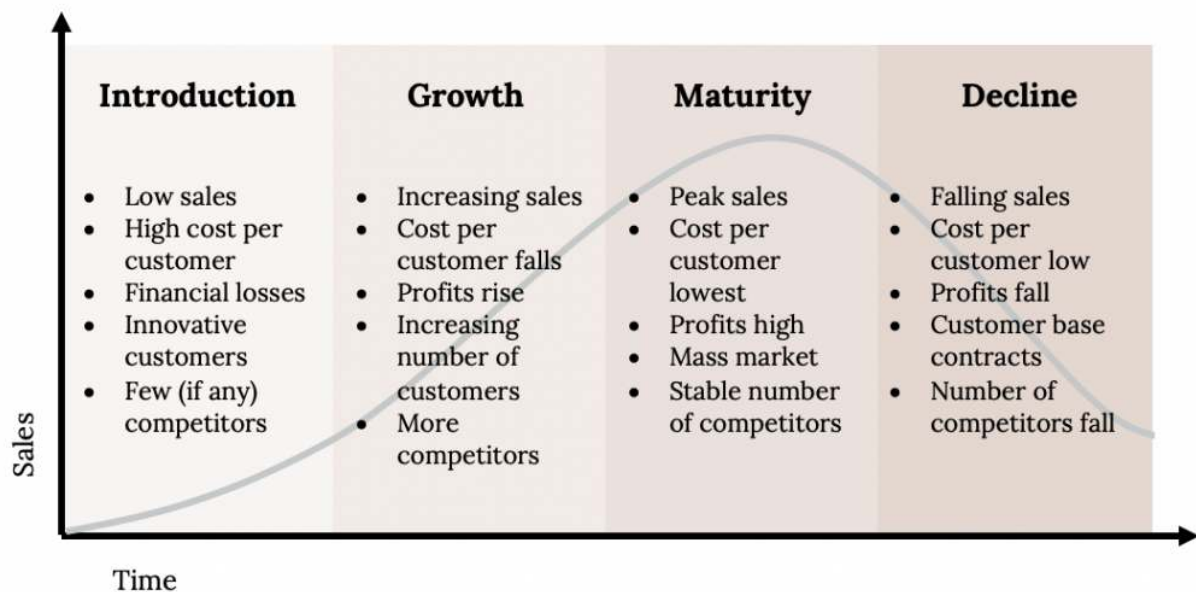 Introduction
• Low sales
• High cost per
customer
• Financial losses
• Innovative
customers
• Few (if any)
competitors
Growth
• Increasing sales
• Cost per
customer falls
• Profits rise
• Increasing
number of
customers
• More
competitors
Maturity
• Peak sales
• Cost per
customer
lowest
• Profits high
• Mass market
• Stable number
of competitors
Decline
• Falling sales
• Cost per
customer low
• Profits fall
• Customer base
contracts
• Number of
competitors fall
Sales
Time